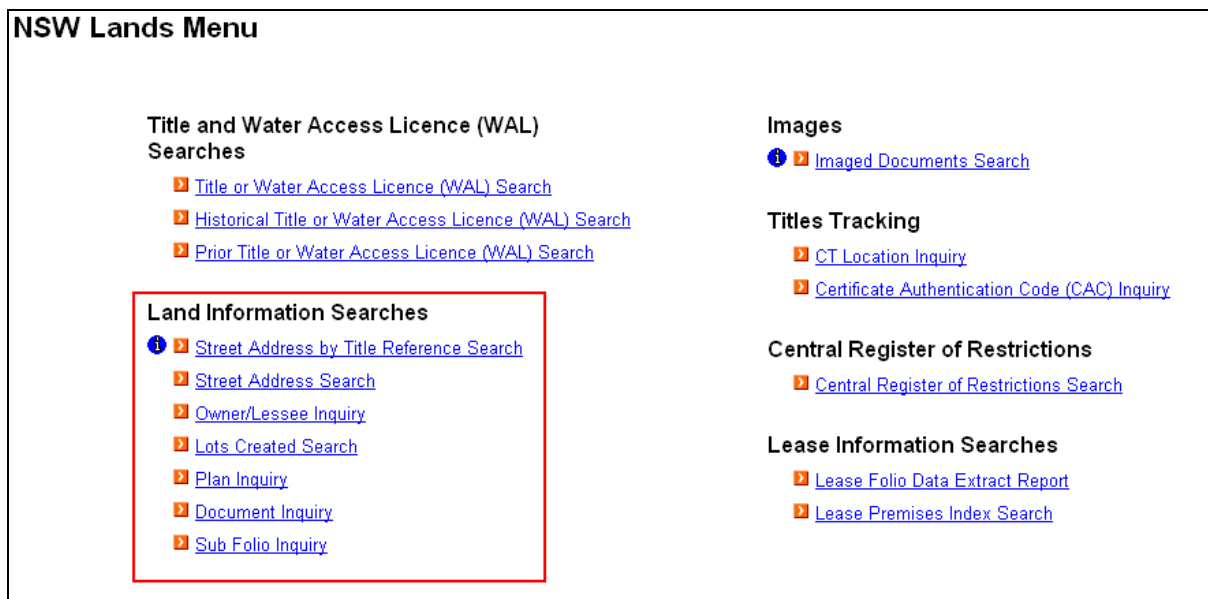 NSW Lands Menu
Title and Water Access Licence (WAL)
Searches
Title or Water Access Licence (WAL) Search
Historical Title or Water Access Licence (WAL) Search
Prior Title or Water Access Licence (WAL) Search
Land Information Searches
Street Address by Title Reference Search
Street Address Search
Owner/Lessee Inquiry
Lots Created Search
Plan Inquiry
Document Inquiry
Sub Folio Inquiry
Images
Imaged Documents Search
Titles Tracking
CT Location Inquiry
Certificate Authentication Code (CAC) Inquiry
Central Register of Restrictions
Central Register of Restrictions Search
Lease Information Searches
Lease Folio Data Extract Report
Lease Premises Index Search